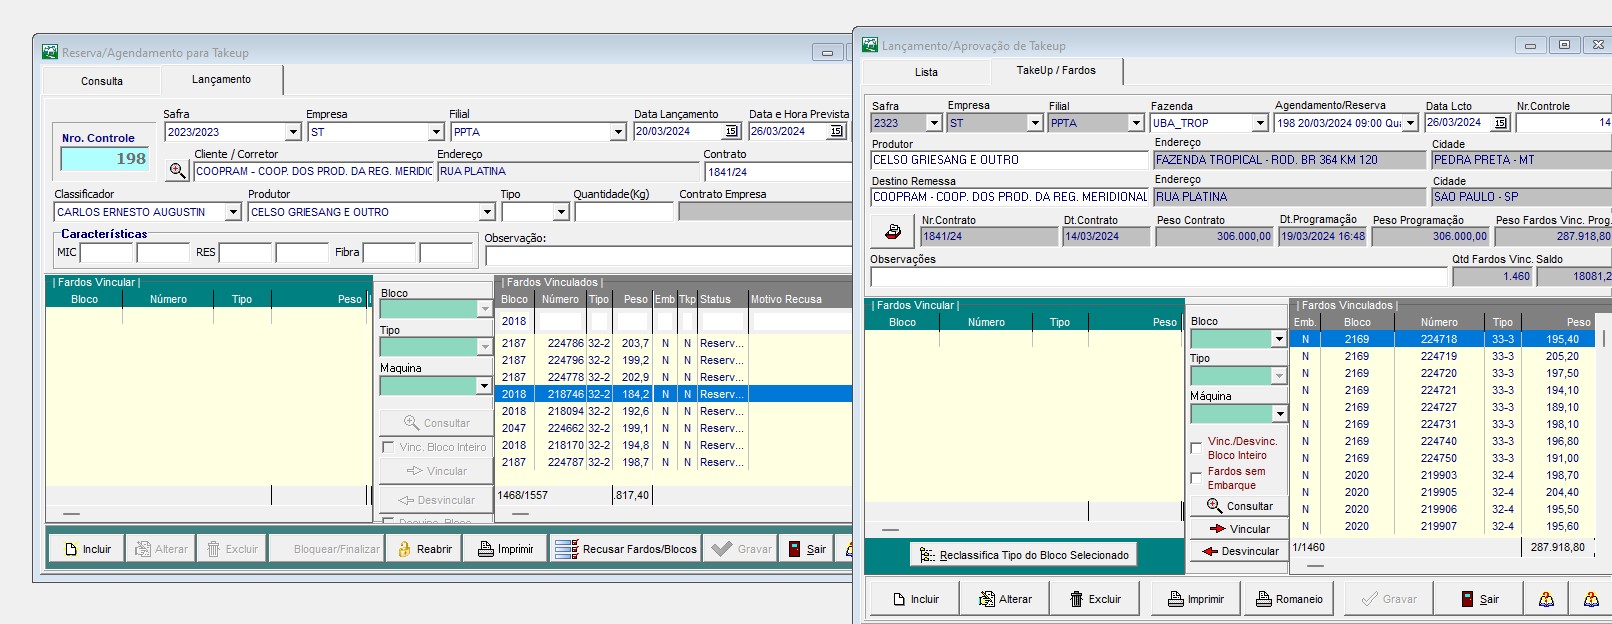 Reserva/Agendamento para Takeup
Consulta
Lançamento
Nro. Controle
198
Safra
2023/2023
Empresa
ST
Filial
PPTA
Data Lançamento
20/03/2024
15
Data e Hora Prevista
26/03/2024
15
Cliente / Corretor
COOPRAM - COOP. DOS PROD. DA REG. MERIDIC
Endereço
RUA PLATINA
Contrato
1841/24
Classificador
CARLOS ERNESTO AUGUSTIN
Produtor
CELSO GRIESANG E OUTRO
Tipo
Quantidade(Kg)
Contrato Empresa
Características
MIC
RES
Fibra
Observação:
| Fardos Vincular |
Bloco Número Tipo Peso
Bloco
Tipo
Maquina
Consultar
Vinc. Bloco Inteiro
Vincular
Desvincular
| Fardos Vinculados |
Bloco Número Tipo Peso Emb Tkp Status Motivo Recusa
2018
2187 224786 32-2 203,7 N N Reserv...
2187 224796 32-2 199,2 N N Reserv...
2187 224778 32-2 202,9 N N Reserv...
2018 218746 32-2 184,2 N N Reserv...
2018 218094 32-2 192,6 N N Reserv...
2047 224662 32-2 199,1 N N Reserv...
2018 218170 32-2 194,8 N N Reserv...
2187 224787 32-2 198,7 N N Reserv...
1468/1557 .817,40
Incluir Alterar Excluir Bloquear/Finalizar Reabrir Imprimir Recusar Fardos/Blocos Gravar Sair
Lançamento/Aprovação de Takeup
Lista
TakeUp / Fardos
Safra
2323
Empresa
ST
Filial
PPTA
Fazenda
UBA_TROP
Agendamento/Reserva
198 20/03/2024 09:00 Qu
Data Lcto
26/03/2024
15
Nr.Controle
14
Produtor
CELSO GRIESANG E OUTRO
Endereço
FAZENDA TROPICAL - ROD. BR 364 KM 120
Cidade
PEDRA PRETA - MT
Destino Remessa
COOPRAM - COOP. DOS PROD. DA REG. MERIDIONAL
Endereço
RUA PLATINA
Cidade
SAO PAULO - SP
Nr.Contrato
1841/24
Dt.Contrato
14/03/2024
Peso Contrato
306.000,00
Dt.Programação
19/03/2024 16:48
Peso Programação
306.000,00
Peso Fardos Vinc. Prog.
287.918,80
Observações
Qtd Fardos Vinc.
1.460
Saldo
18081,2
| Fardos Vincular |
Bloco Número Tipo Peso
Bloco
Tipo
Máquina
Vinc./Desvinc.
Bloco Inteiro
Fardos sem
Embarque
Consultar
Vincular
Desvincular
| Fardos Vinculados |
Emb. Bloco Número Tipo Peso
N 2169 224718 33-3 195,40
N 2169 224719 33-3 205,20
N 2169 224720 33-3 197,50
N 2169 224721 33-3 194,10
N 2169 224727 33-3 189,10
N 2169 224731 33-3 198,10
N 2169 224740 33-3 196,80
N 2169 224750 33-3 191,00
N 2020 219903 32-4 198,70
N 2020 219905 32-4 204,40
N 2020 219906 32-4 195,50
N 2020 219907 32-4 195,60
1/1460 287.918,80
Reclassifica Tipo do Bloco Selecionado
Incluir Alterar Excluir Imprimir Romaneio Gravar Sair